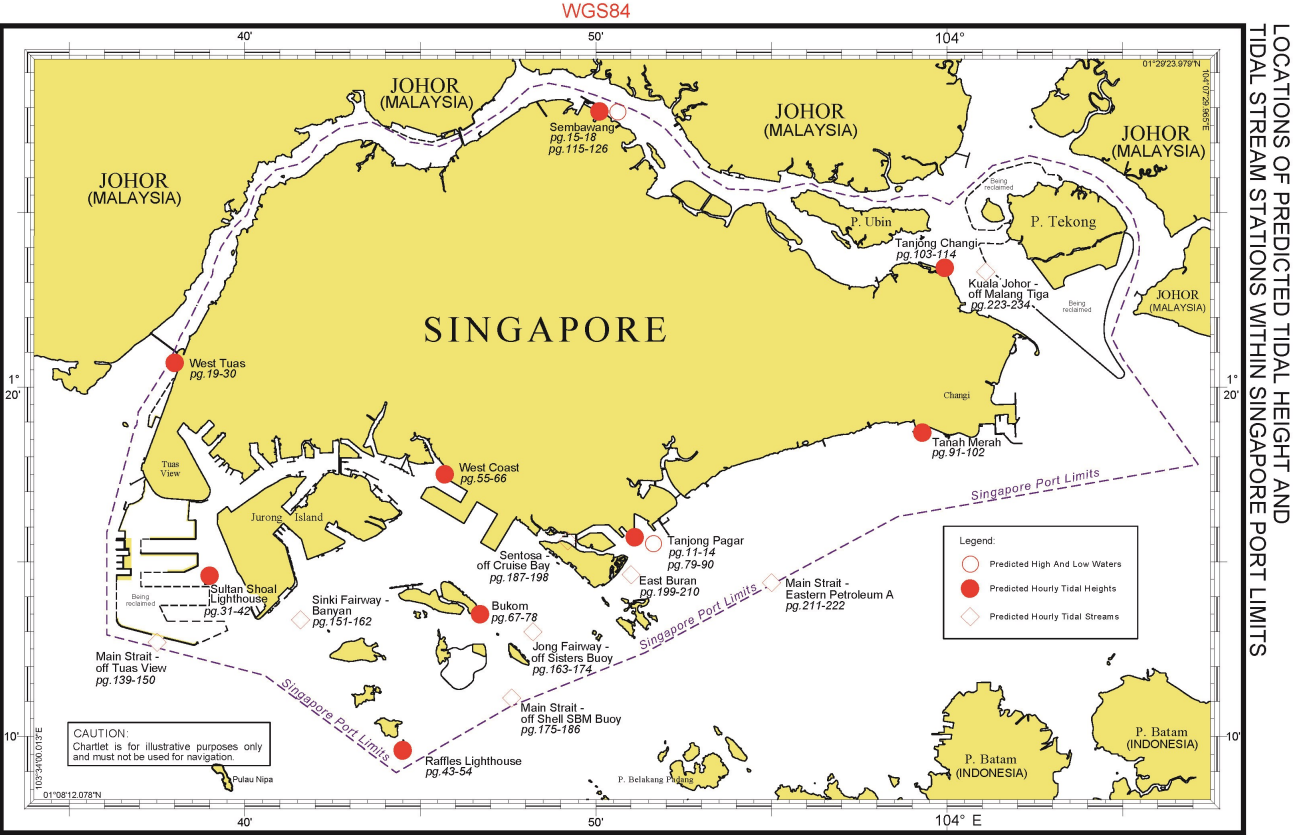 WGS84
40'
50'
104°
01°29'23.979"N
104°07'29.965"E
LOCATIONS OF PREDICTED TIDAL HEIGHT AND
TIDAL STREAM STATIONS WITHIN SINGAPORE PORT LIMITS
JOHOR
(MALAYSIA)
JOHOR
(MALAYSIA)
JOHOR
(MALAYSIA)
JOHOR
(MALAYSIA)
Sembawang
pg.15-18
pg.115-126
Being
reclaimed
P. Ubin
P. Tekong
Tanjong Changi
pg.103-114
Kuala Johor -
off Malang Tiga
pg.223-234
Being
reclaimed
JOHOR
(MALAYSIA)
SINGAPORE
West Tuas
pg.19-30
1°
20'
1°
20'
Changi
Tanah Merah
pg.91-102
Tuas
View
West Coast
pg.55-66
Singapore Port Limits
Jurong Island
Tanjong Pagar
pg.11-14
pg.79-90
Sentosa -
off Cruise Bay
pg.187-198
East Buran
pg.199-210
Main Strait -
Eastern Petroleum A
pg.211-222
Legend:
Predicted High And Low Waters
Predicted Hourly Tidal Heights
Predicted Hourly Tidal Streams
Being
reclaimed
Sultan Shoal
Lighthouse
pg.31-42
Sinki Fairway -
Banyan
pg.151-162
Bukom
pg.67-78
Singapore Port Limits
Jong Fairway -
off Sisters Buoy
pg.163-174
Main Strait -
off Tuas View
pg.139-150
Singapore Port Limits
Main Strait -
off Shell SBM Buoy
pg.175-186
10'
10'
CAUTION:
Chartlet is for illustrative purposes only
and must not be used for navigation.
Raffles Lighthouse
pg.43-54
Pulau Nipa
P. Belakang Padang
P. Batam
(INDONESIA)
P. Batam
(INDONESIA)
103°34'00.013"E
01°08'12.078"N
40'
50'
104° E